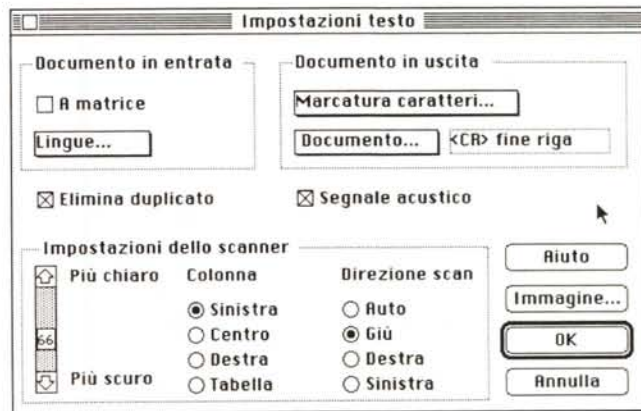 Impostazioni testo
Documento in entrata
A matrice
Lingue...
Documento in uscita
Marcatura caratteri...
Documento...
<CR> fine riga
Elimina duplicato
Segnale acustico
Impostazioni dello scanner
Più chiaro
66
Più scuro
Colonna
Sinistra
Centro
Destra
Tabella
Direzione scan
Auto
Giù
Destra
Sinistra
Aiuto
Immagine...
OK
Annulla